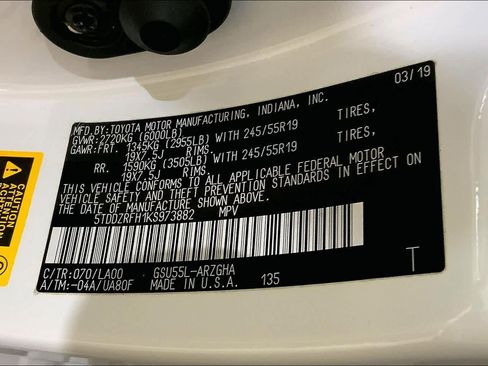 03/19
MFD.BY:TOYOTA MOTOR MANUFACTURING, INDIANA, INC.
GVWR:2720KG (6000LB)
GAWR:FRT. 1345KG (2955LB) WITH 245/55R19 TIRES,
19X7.5J RIMS.
RR. 1590KG (3505LB) WITH 245/55R19 TIRES,
19X7.5J RIMS.
THIS VEHICLE CONFORMS TO ALL APPLICABLE FEDERAL MOTOR
VEHICLE SAFETY AND THEFT PREVENTION STANDARDS IN EFFECT ON
THE DATE OF MANUFACTURE SHOWN ABOVE.
5TDDZRFH1KS973882 MPV
C/TR:070/LA00 GSU55L-ARZGHA
A/TM:-04A/UA80F MADE IN U.S.A. 135
T
CAUTION
ATTENTION